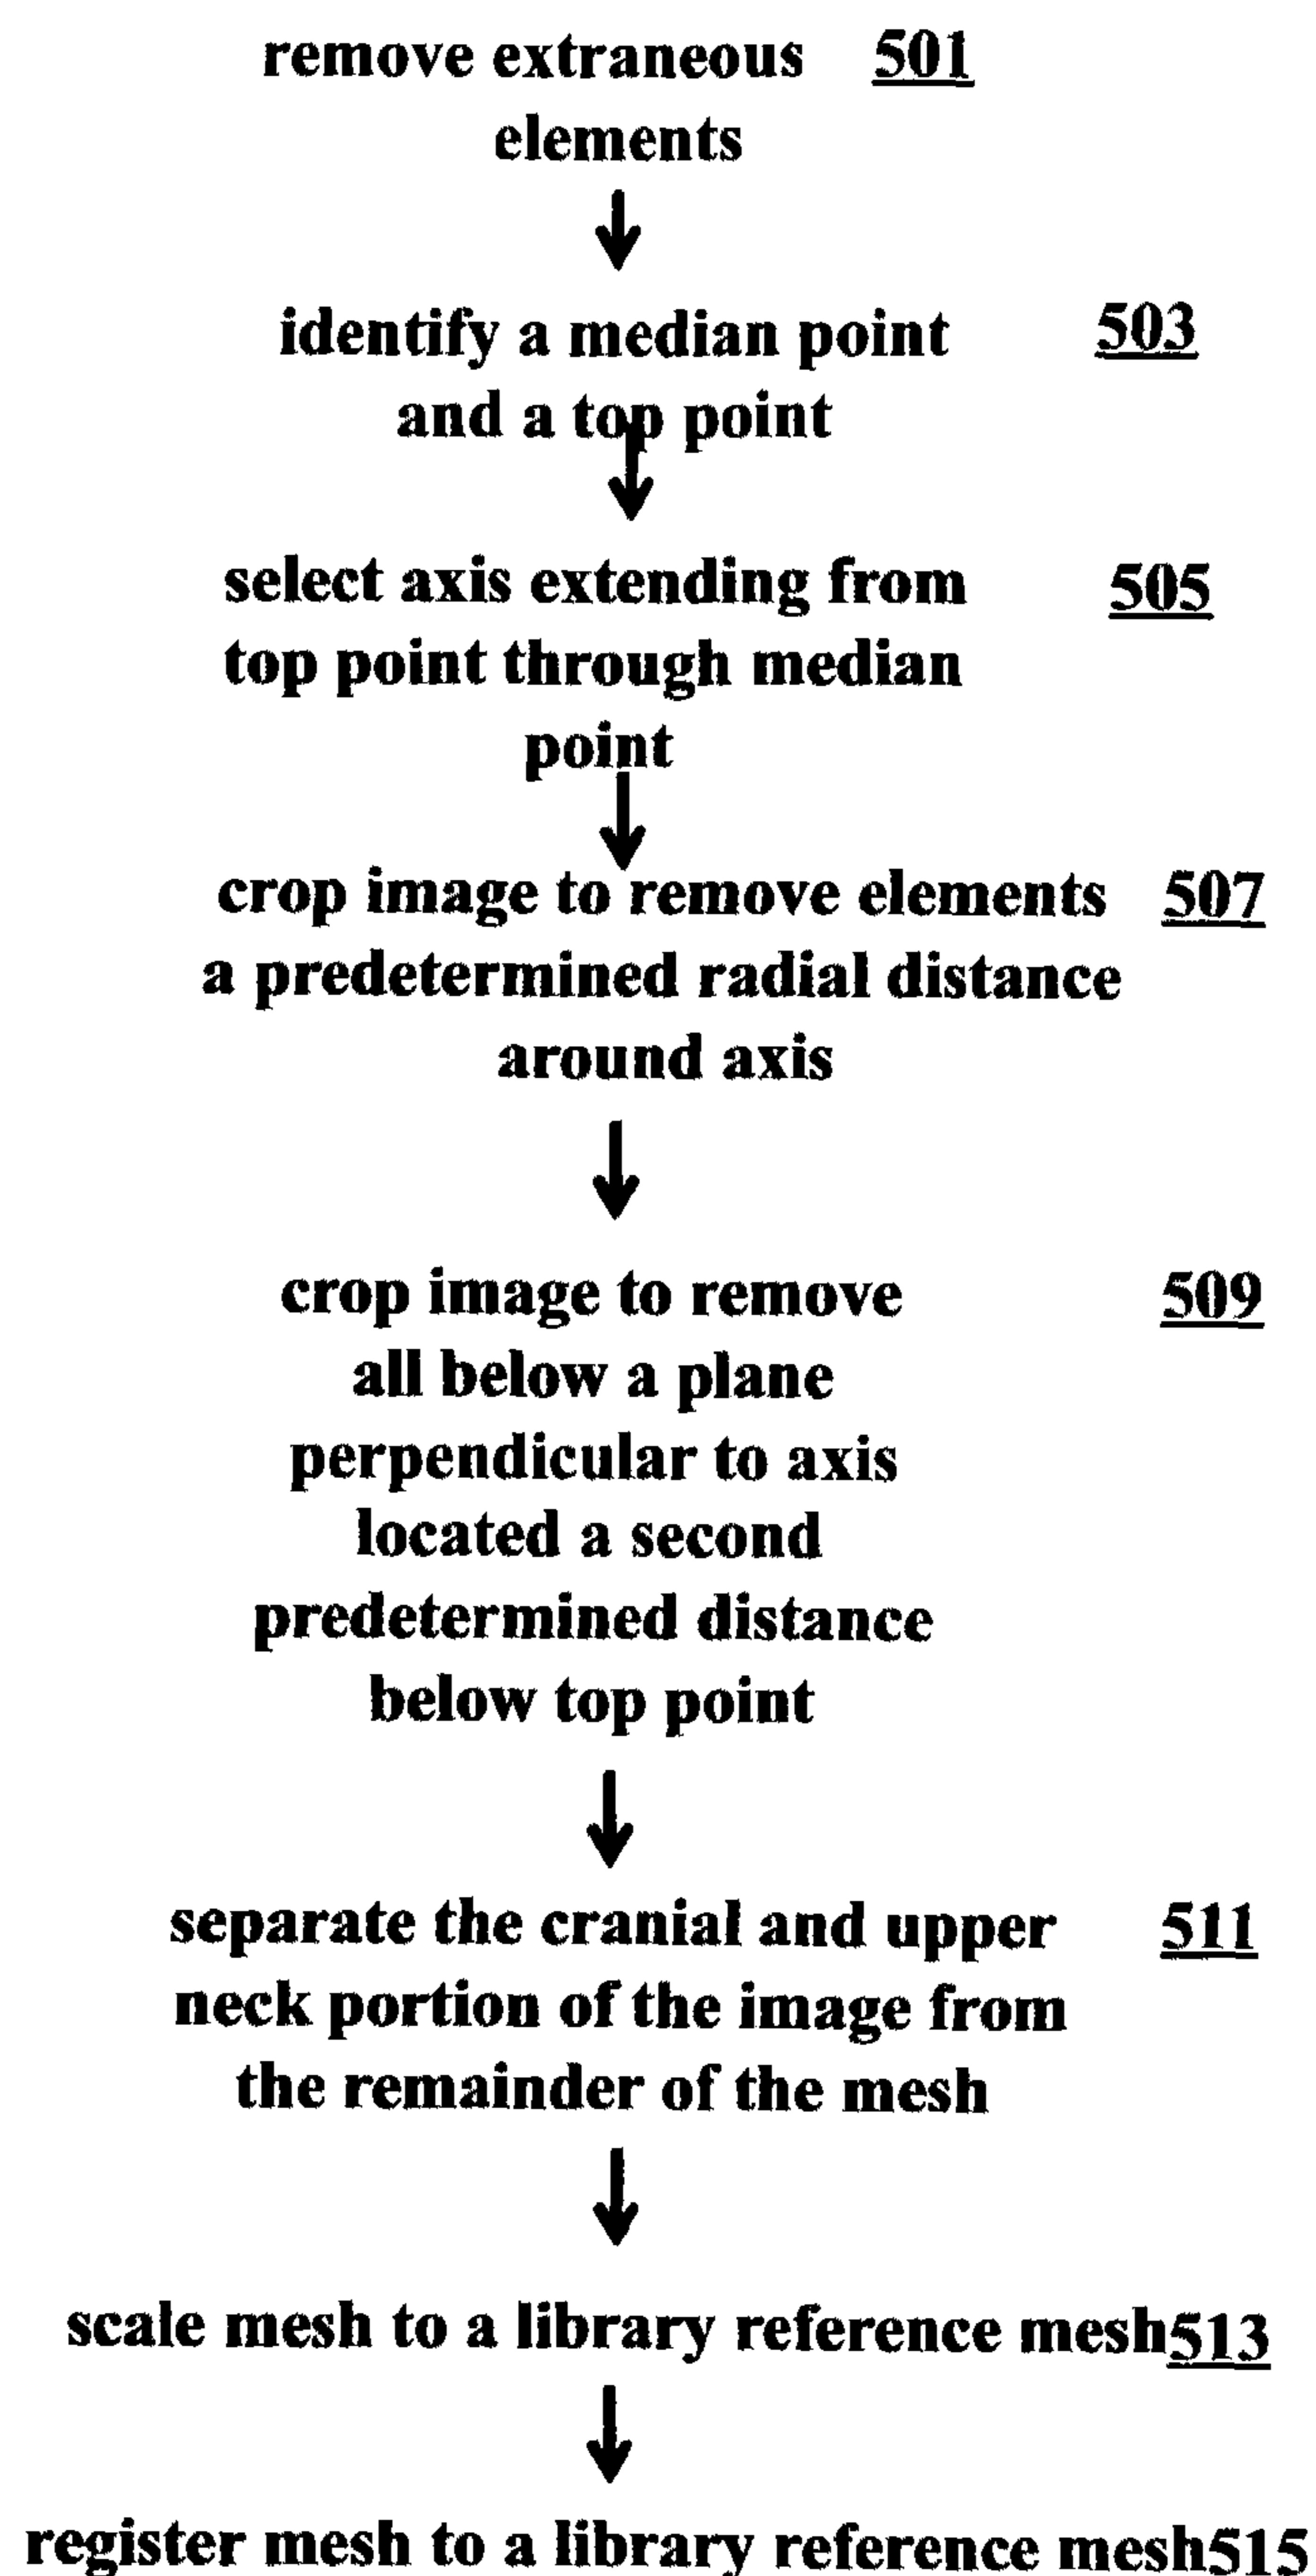 remove extraneous 501
elements
identify a median point 503
and a top point
select axis extending from 505
top point through median
point
crop image to remove elements 507
a predetermined radial distance
around axis
crop image to remove 509
all below a plane
perpendicular to axis
located a second
predetermined distance
below top point
separate the cranial and upper 511
neck portion of the image from
the remainder of the mesh
scale mesh to a library reference mesh513
register mesh to a library reference mesh515